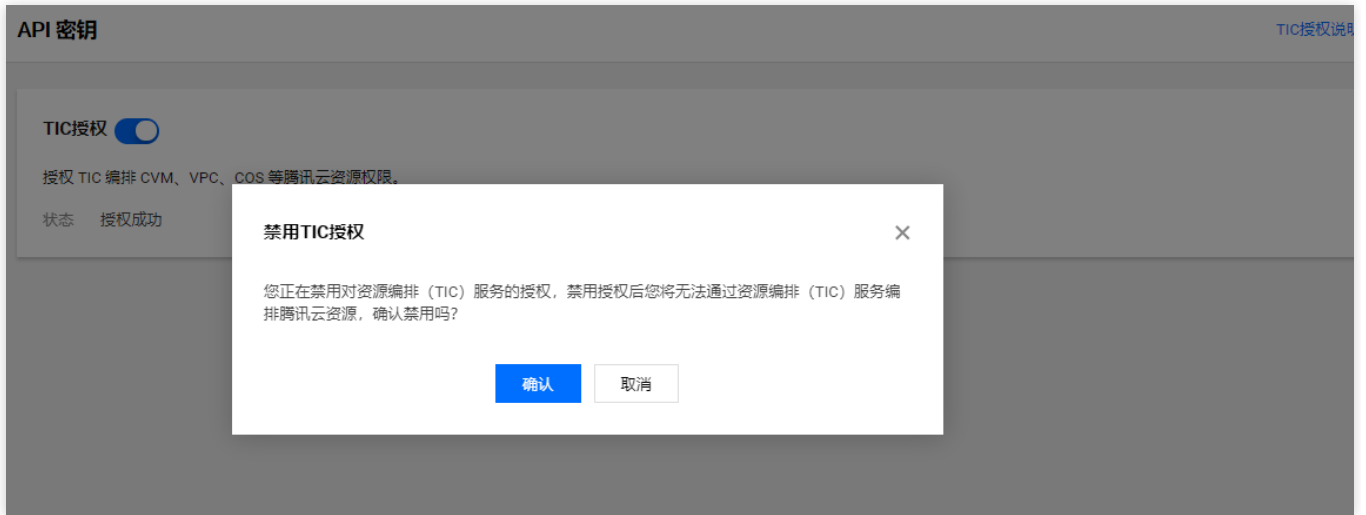 API 密钥
TIC授权说明
TIC授权
授权 TIC 编排 CVM、VPC、COS 等腾讯云资源权限。
状态 授权成功
禁用TIC授权
您正在禁用对资源编排（TIC）服务的授权，禁用授权后您将无法通过资源编排（TIC）服务编
排腾讯云资源，确认禁用吗？
确认 取消